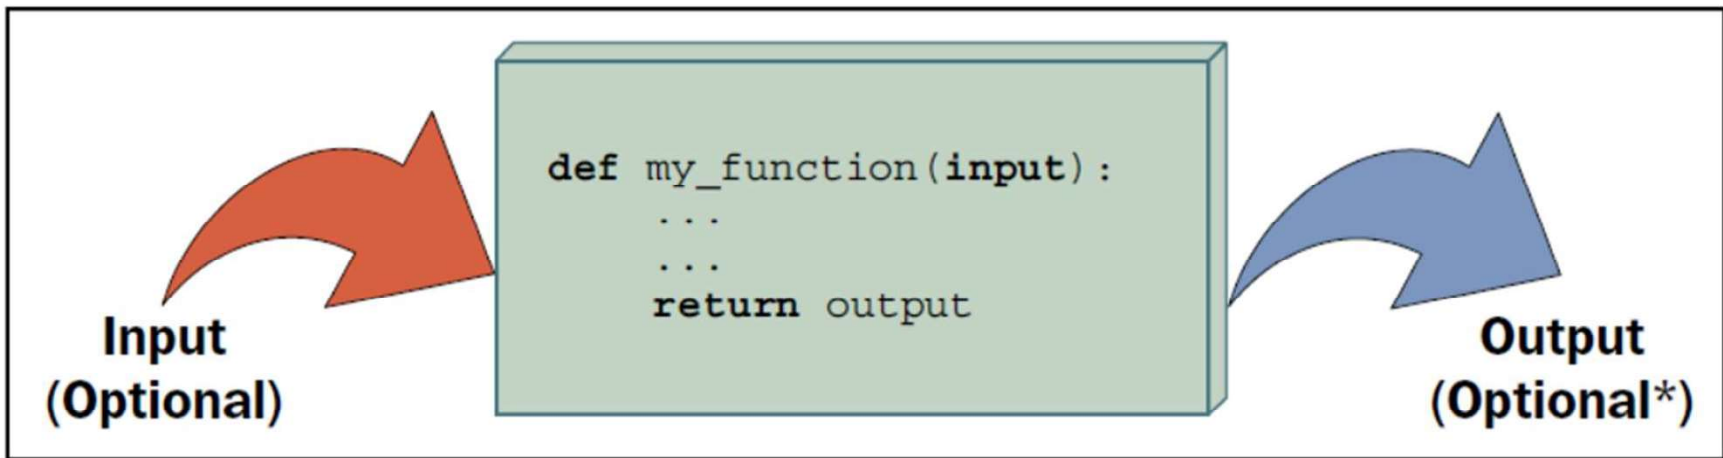 def my_function(input):
...
...
return output
Input
(Optional)
Output
(Optional*)